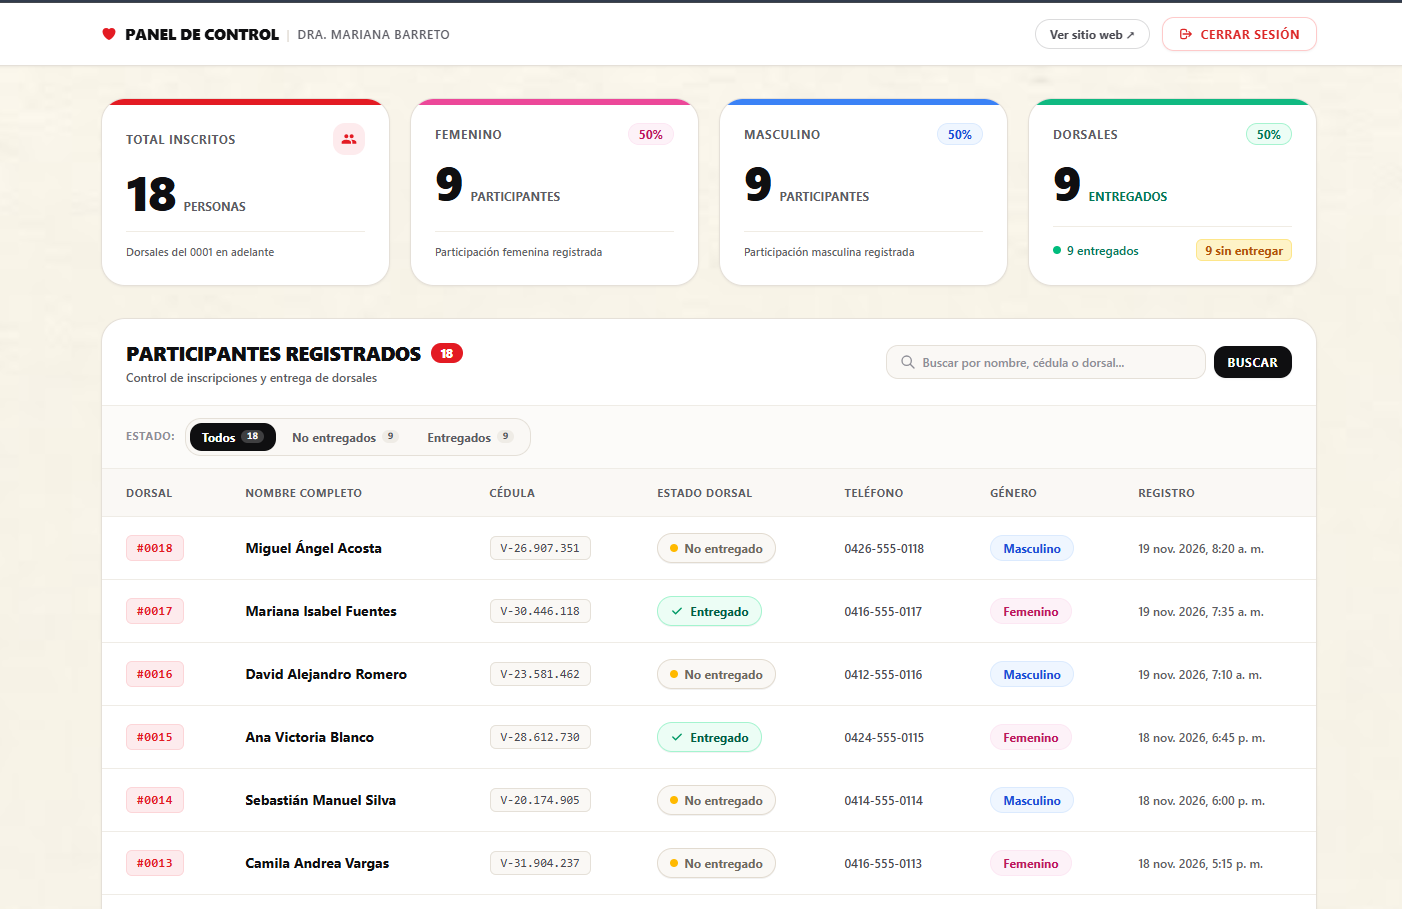 PANEL DE CONTROL | DRA. MARIANA BARRETO
Ver sitio web ↗
CERRAR SESIÓN
TOTAL INSCRITOS
18 PERSONAS
Dorsales del 0001 en adelante
FEMENINO 50%
9 PARTICIPANTES
Participación femenina registrada
MASCULINO 50%
9 PARTICIPANTES
Participación masculina registrada
DORSALES 50%
9 ENTREGADOS
9 entregados 9 sin entregar
PARTICIPANTES REGISTRADOS 18
Control de inscripciones y entrega de dorsales
Buscar por nombre, cédula o dorsal...
BUSCAR
ESTADO: Todos 18 No entregados 9 Entregados 9
DORSAL NOMBRE COMPLETO CÉDULA ESTADO DORSAL TELÉFONO GÉNERO REGISTRO
#0018 Miguel Ángel Acosta V-26.907.351 No entregado 0426-555-0118 Masculino 19 nov. 2026, 8:20 a. m.
#0017 Mariana Isabel Fuentes V-30.446.118 Entregado 0416-555-0117 Femenino 19 nov. 2026, 7:35 a. m.
#0016 David Alejandro Romero V-23.581.462 No entregado 0412-555-0116 Masculino 19 nov. 2026, 7:10 a. m.
#0015 Ana Victoria Blanco V-28.612.730 Entregado 0424-555-0115 Femenino 18 nov. 2026, 6:45 p. m.
#0014 Sebastián Manuel Silva V-20.174.905 No entregado 0414-555-0114 Masculino 18 nov. 2026, 6:00 p. m.
#0013 Camila Andrea Vargas V-31.904.237 No entregado 0416-555-0113 Femenino 18 nov. 2026, 5:15 p. m.